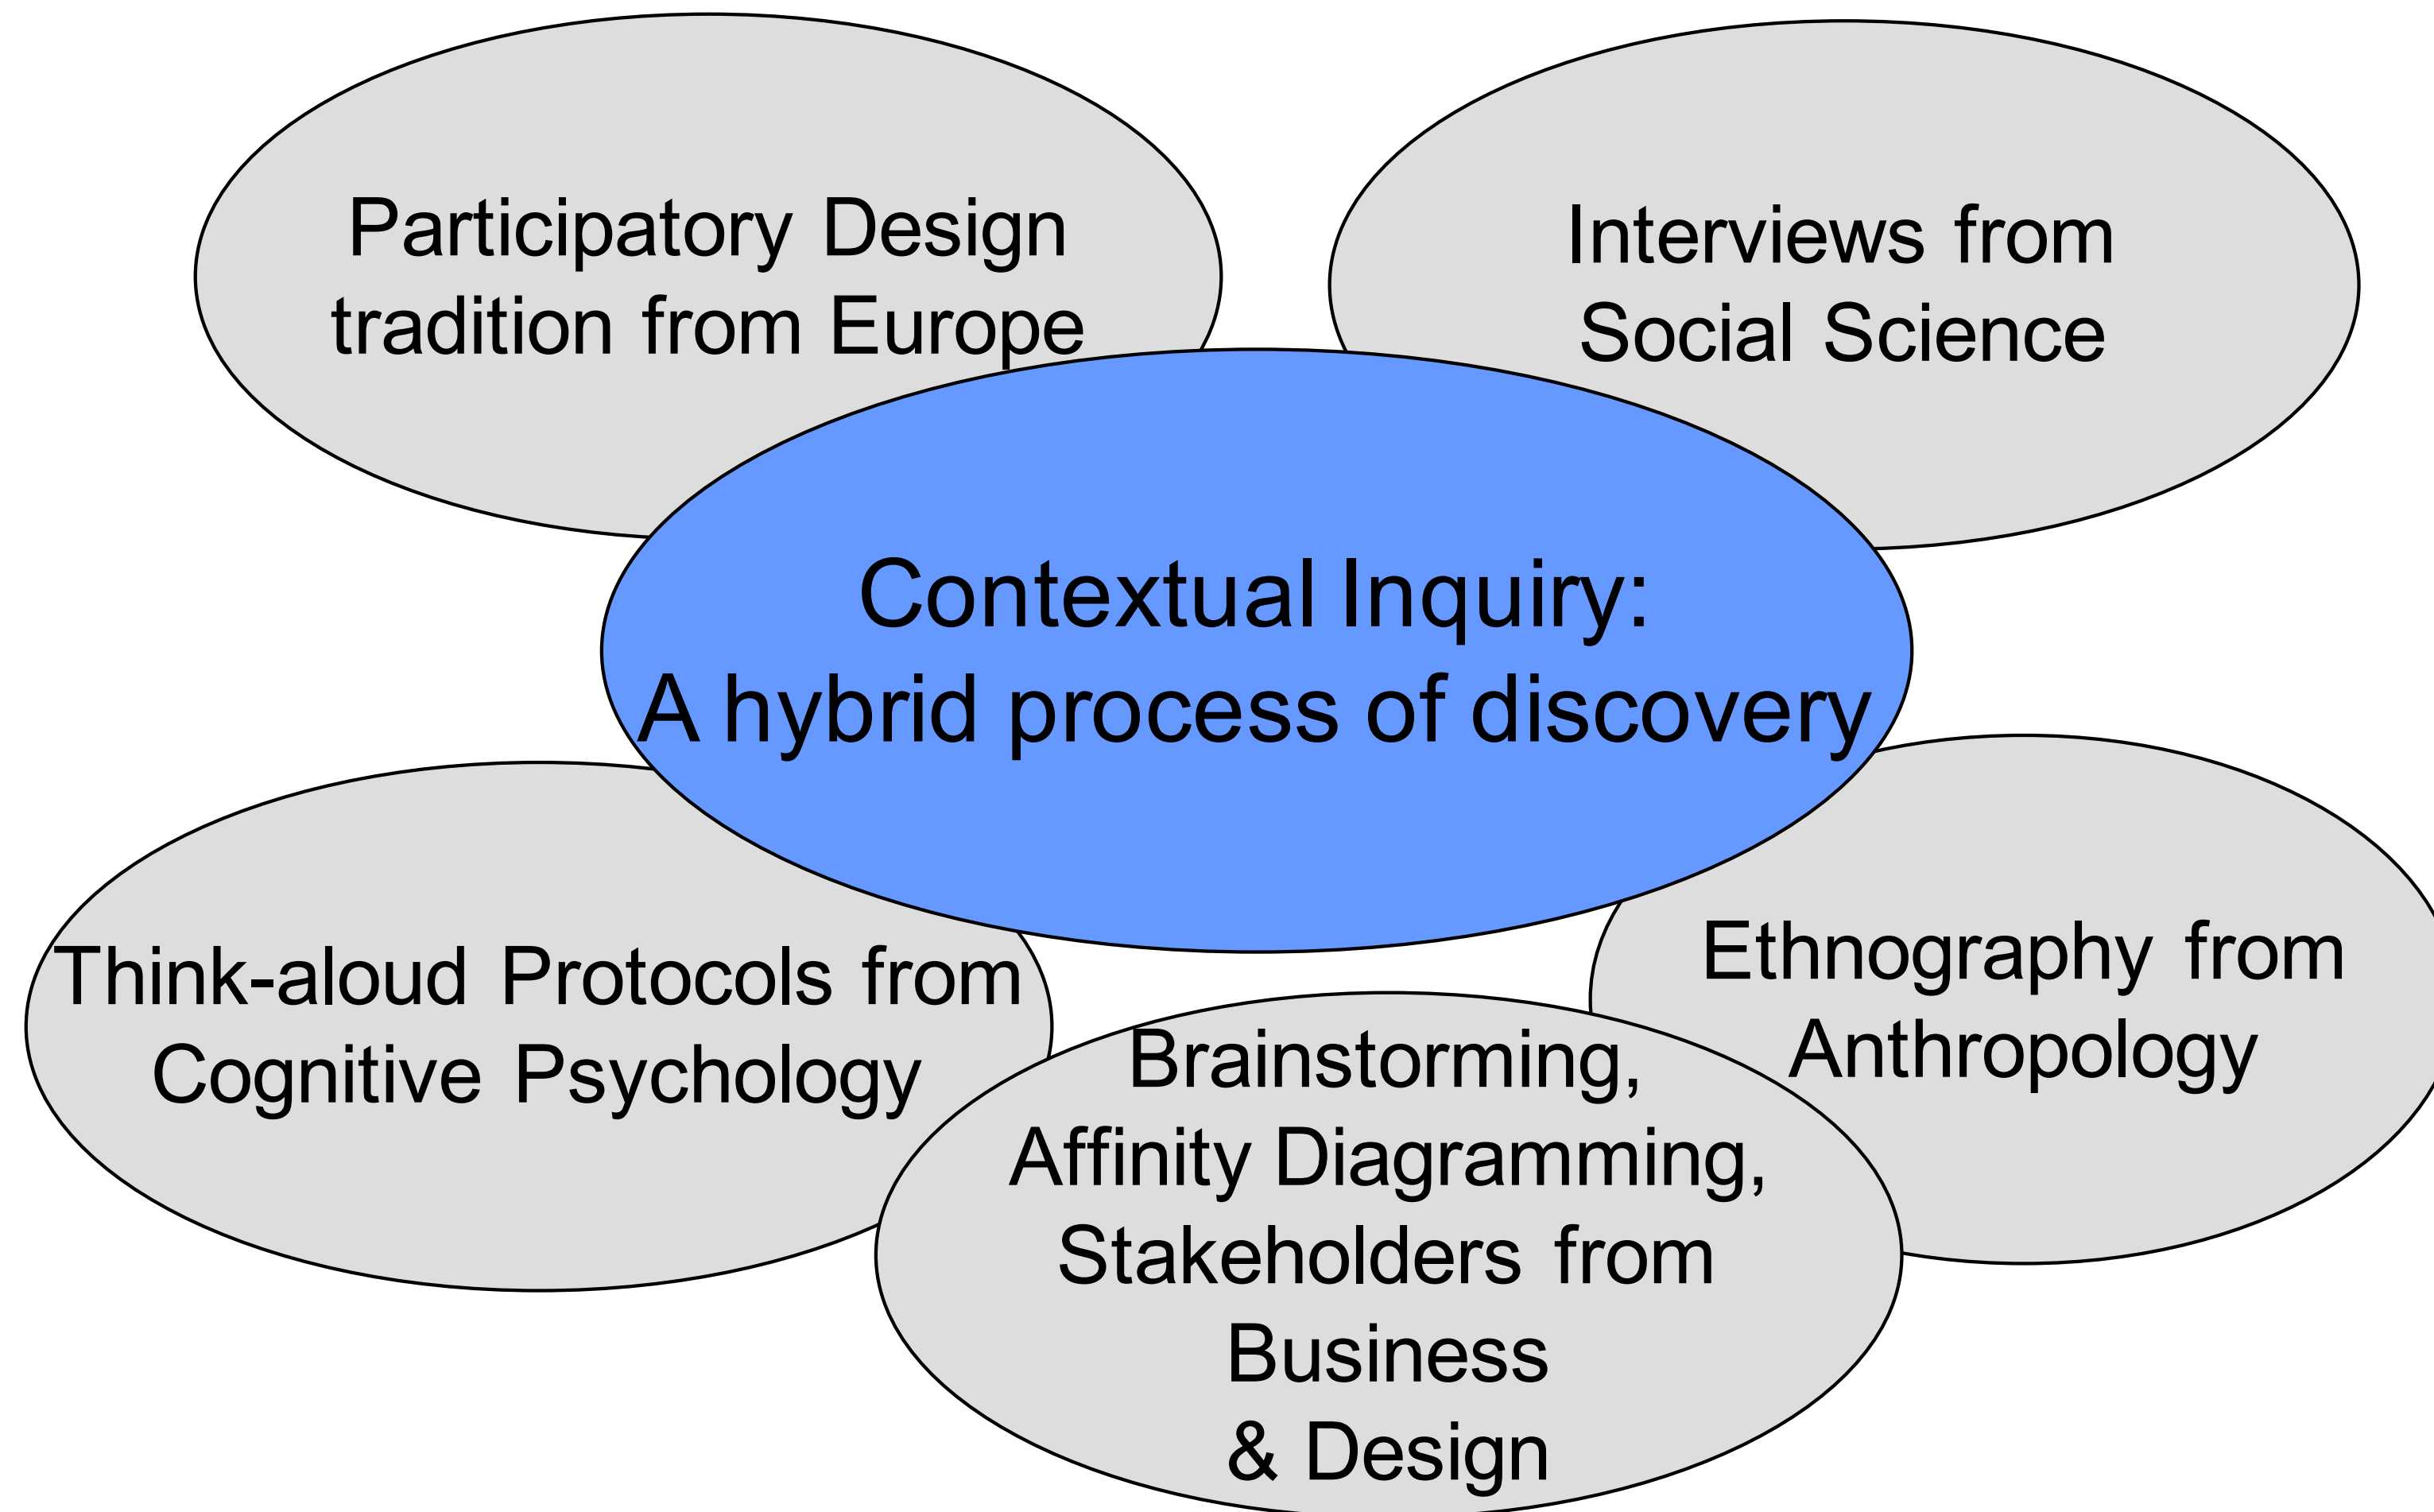 Participatory Design
tradition from Europe
Interviews from
Social Science
Contextual Inquiry:
A hybrid process of discovery
Think-aloud Protocols from
Cognitive Psychology
Brainstorming,
Affinity Diagramming,
Stakeholders from
Business
& Design
Ethnography from
Anthropology